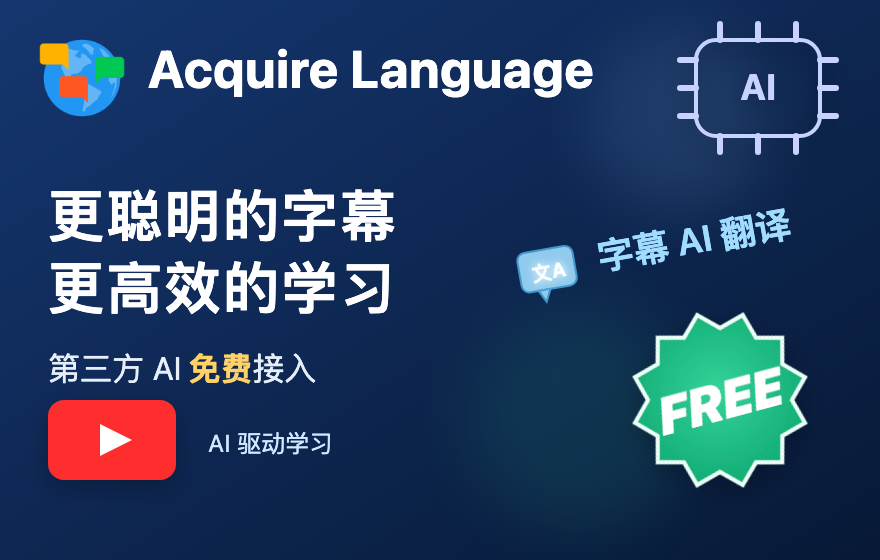 Acquire Language
AI
更聪明的字幕
更高效的学习
文A
字幕 AI 翻译
第三方 AI 免费接入
FREE
AI 驱动学习